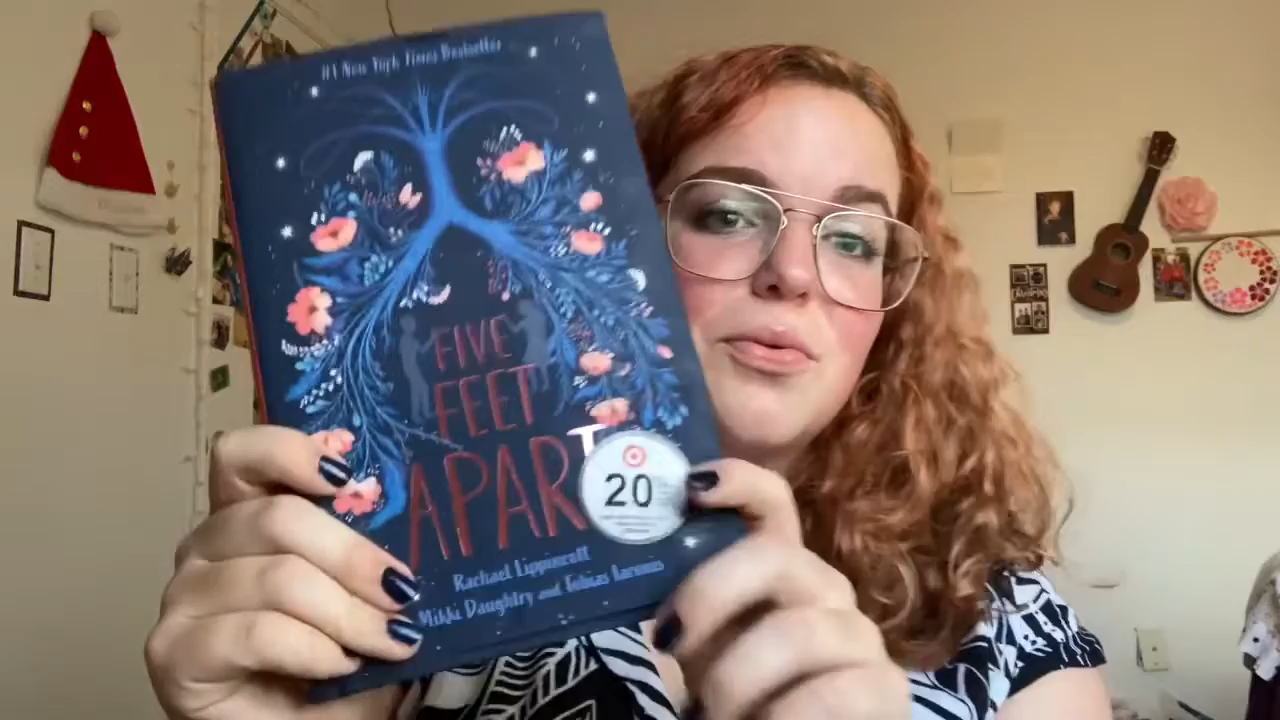 #1 New York Times Bestseller
FIVE
FEET
APART
20
Rachael Lippincott
Mikki Daughtry and Tobias Iaconis